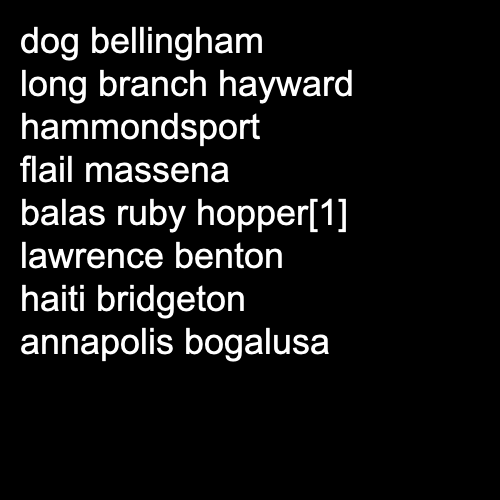 dog bellingham
long branch hayward
hammondsport
flail massena
balas ruby hopper[1]
lawrence benton
haiti bridgeton
annapolis bogalusa